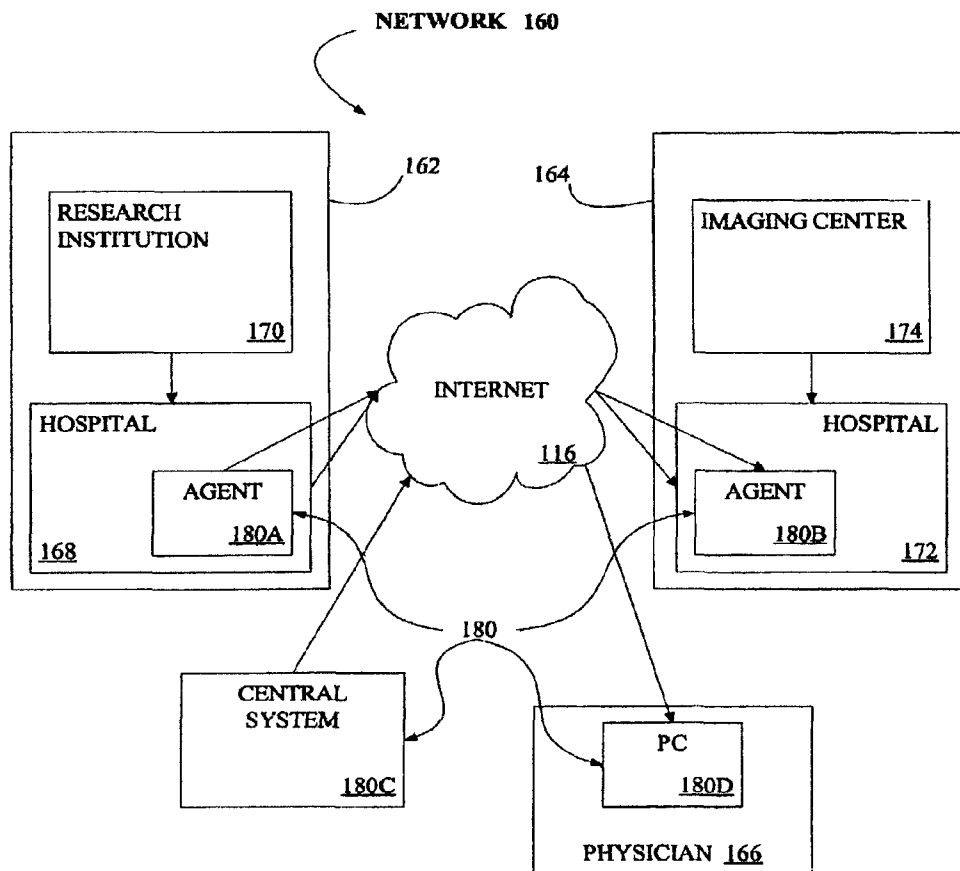 NETWORK 160
162
164
RESEARCH
INSTITUTION
170
IMAGING CENTER
174
INTERNET
116
HOSPITAL
AGENT
180A
168
HOSPITAL
AGENT
180B
172
180
CENTRAL
SYSTEM
180C
PC
180D
PHYSICIAN 166